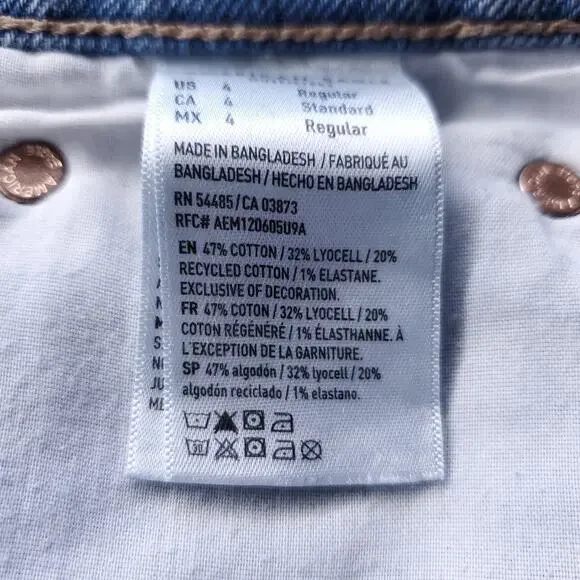 US 4 Regular
CA 4 Standard
MX 4 Regular
MADE IN BANGLADESH / FABRIQUÉ AU
BANGLADESH / HECHO EN BANGLADESH
RN 54485 / CA 03873
RFC# AEM120605U9A
EN 47% COTTON / 32% LYOCELL / 20%
RECYCLED COTTON / 1% ELASTANE.
EXCLUSIVE OF DECORATION.
FR 47% COTON / 32% LYOCELL / 20%
COTON RÉGÉNÉRÉ / 1% ÉLASTHANNE. À
L'EXCEPTION DE LA GARNITURE.
SP 47% algodón / 32% lyocell / 20%
algodón reciclado / 1% elastano.
30